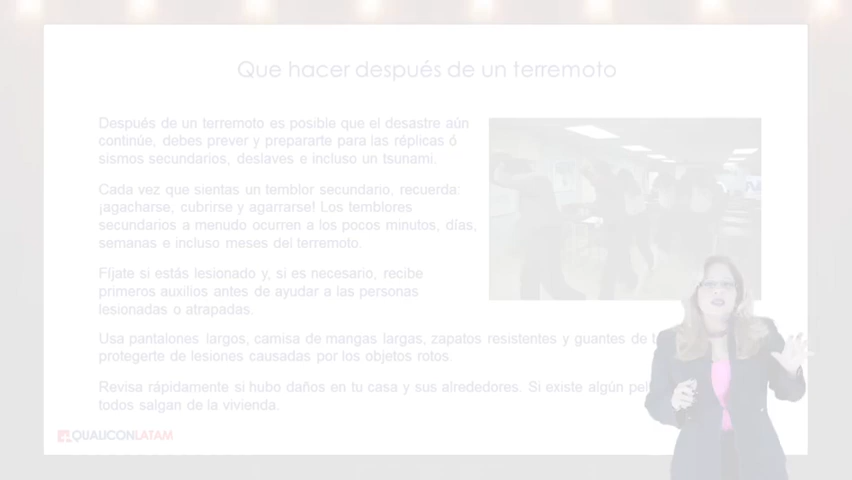 Que hacer después de un terremoto
Después de un terremoto es posible que el desastre aún
continúe, debes prever y prepararte para las réplicas ó
sismos secundarios, deslaves e incluso un tsunami.
Cada vez que sientas un temblor secundario, recuerda:
¡agacharse, cubrirse y agarrarse! Los temblores
secundarios a menudo ocurren a los pocos minutos, días,
semanas e incluso meses del terremoto.
Fíjate si estás lesionado y, si es necesario, recibe
primeros auxilios antes de ayudar a las personas
lesionadas o atrapadas.
Usa pantalones largos, camisa de mangas largas, zapatos resistentes y guantes de
protegerte de lesiones causadas por los objetos rotos
Revisa rápidamente si hubo daños en tu casa y sus alrededores. Si existe algún
todos salgan de la vivienda.
QUALICONLATAM